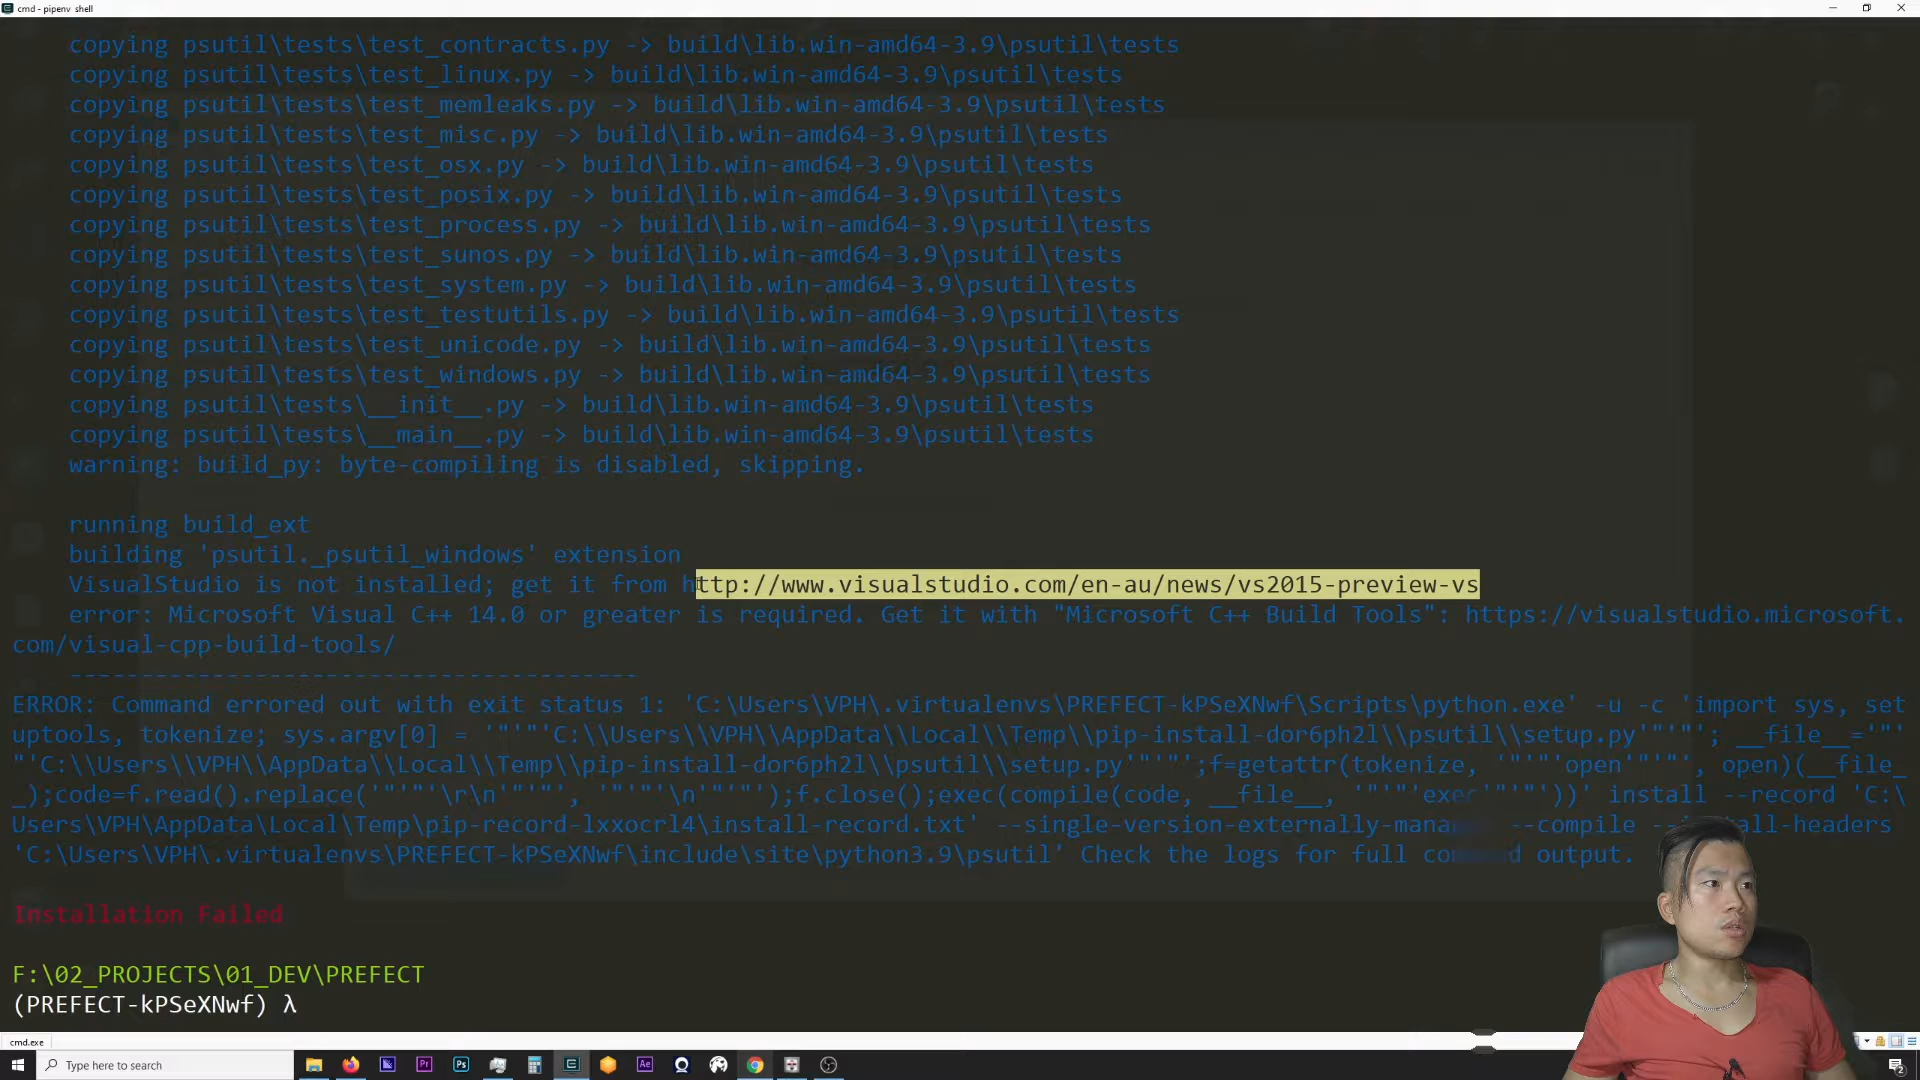 cmd - pipenv shell
copying psutil\tests\test_contracts.py -> build\lib.win-amd64-3.9\psutil\tests
copying psutil\tests\test_linux.py -> build\lib.win-amd64-3.9\psutil\tests
copying psutil\tests\test_memleaks.py -> build\lib.win-amd64-3.9\psutil\tests
copying psutil\tests\test_misc.py -> build\lib.win-amd64-3.9\psutil\tests
copying psutil\tests\test_osx.py -> build\lib.win-amd64-3.9\psutil\tests
copying psutil\tests\test_posix.py -> build\lib.win-amd64-3.9\psutil\tests
copying psutil\tests\test_process.py -> build\lib.win-amd64-3.9\psutil\tests
copying psutil\tests\test_sunos.py -> build\lib.win-amd64-3.9\psutil\tests
copying psutil\tests\test_system.py -> build\lib.win-amd64-3.9\psutil\tests
copying psutil\tests\test_testutils.py -> build\lib.win-amd64-3.9\psutil\tests
copying psutil\tests\test_unicode.py -> build\lib.win-amd64-3.9\psutil\tests
copying psutil\tests\test_windows.py -> build\lib.win-amd64-3.9\psutil\tests
copying psutil\tests\__init__.py -> build\lib.win-amd64-3.9\psutil\tests
copying psutil\tests\__main__.py -> build\lib.win-amd64-3.9\psutil\tests
warning: build_py: byte-compiling is disabled, skipping.
running build_ext
building 'psutil._psutil_windows' extension
VisualStudio is not installed; get it from http://www.visualstudio.com/en-au/news/vs2015-preview-vs
error: Microsoft Visual C++ 14.0 or greater is required. Get it with "Microsoft C++ Build Tools": https://visualstudio.microsoft.
com/visual-cpp-build-tools/
----------------------------------------
ERROR: Command errored out with exit status 1: 'C:\Users\VPH\.virtualenvs\PREFECT-kPSeXNwf\Scripts\python.exe' -u -c 'import sys, set
uptools, tokenize; sys.argv[0] = '"'"'C:\\Users\\VPH\\AppData\\Local\\Temp\\pip-install-dor6ph2l\\psutil\\setup.py'"'"'; __file__='"'
"'C:\\Users\\VPH\\AppData\\Local\\Temp\\pip-install-dor6ph2l\\psutil\\setup.py'"'"';f=getattr(tokenize, '"'"'open'"'"', open)(__file_
_);code=f.read().replace('"'"'\r\n'"'"', '"'"'\n'"'"');f.close();exec(compile(code, __file__, '"'"'exec'"'"'))' install --record 'C:\
Users\VPH\AppData\Local\Temp\pip-record-lxxocrl4\install-record.txt' --single-version-externally-managed --compile --install-headers
'C:\Users\VPH\.virtualenvs\PREFECT-kPSeXNwf\include\site\python3.9\psutil' Check the logs for full command output.
Installation Failed
F:\02_PROJECTS\01_DEV\PREFECT
(PREFECT-kPSeXNwf) λ
cmd.exe
Type here to search
Pr
Ps
Ae
2